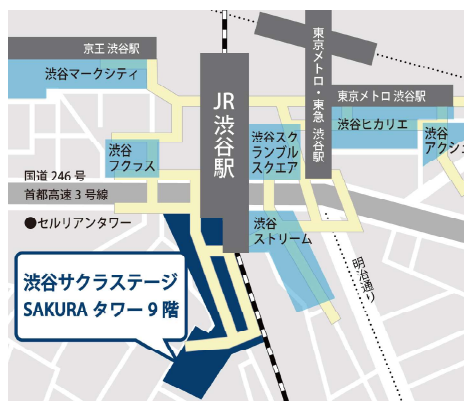 京王 渋谷駅
渋谷マークシティ
JR
渋谷駅
東京メトロ・東急 渋谷駅
東京メトロ 渋谷駅
渋谷ヒカリエ
渋谷
アクシュ
渋谷スク
ランブル
スクエア
渋谷
フクラス
国道 246 号
首都高速 3 号線
●セルリアンタワー
渋谷
ストリーム
明治通り
渋谷サクラステージ
SAKURA タワー 9 階